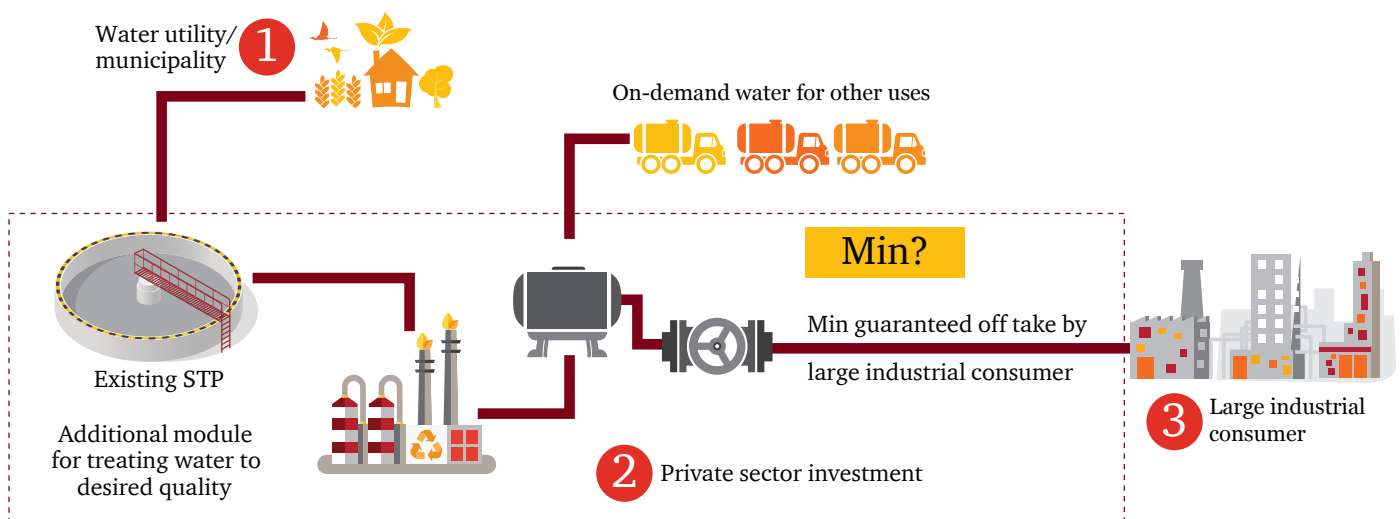 Water utility/
municipality
1
On-demand water for other uses
Min?
Min guaranteed off take by
large industrial consumer
Existing STP
Additional module
for treating water to
desired quality
2
Private sector investment
3
Large industrial
consumer